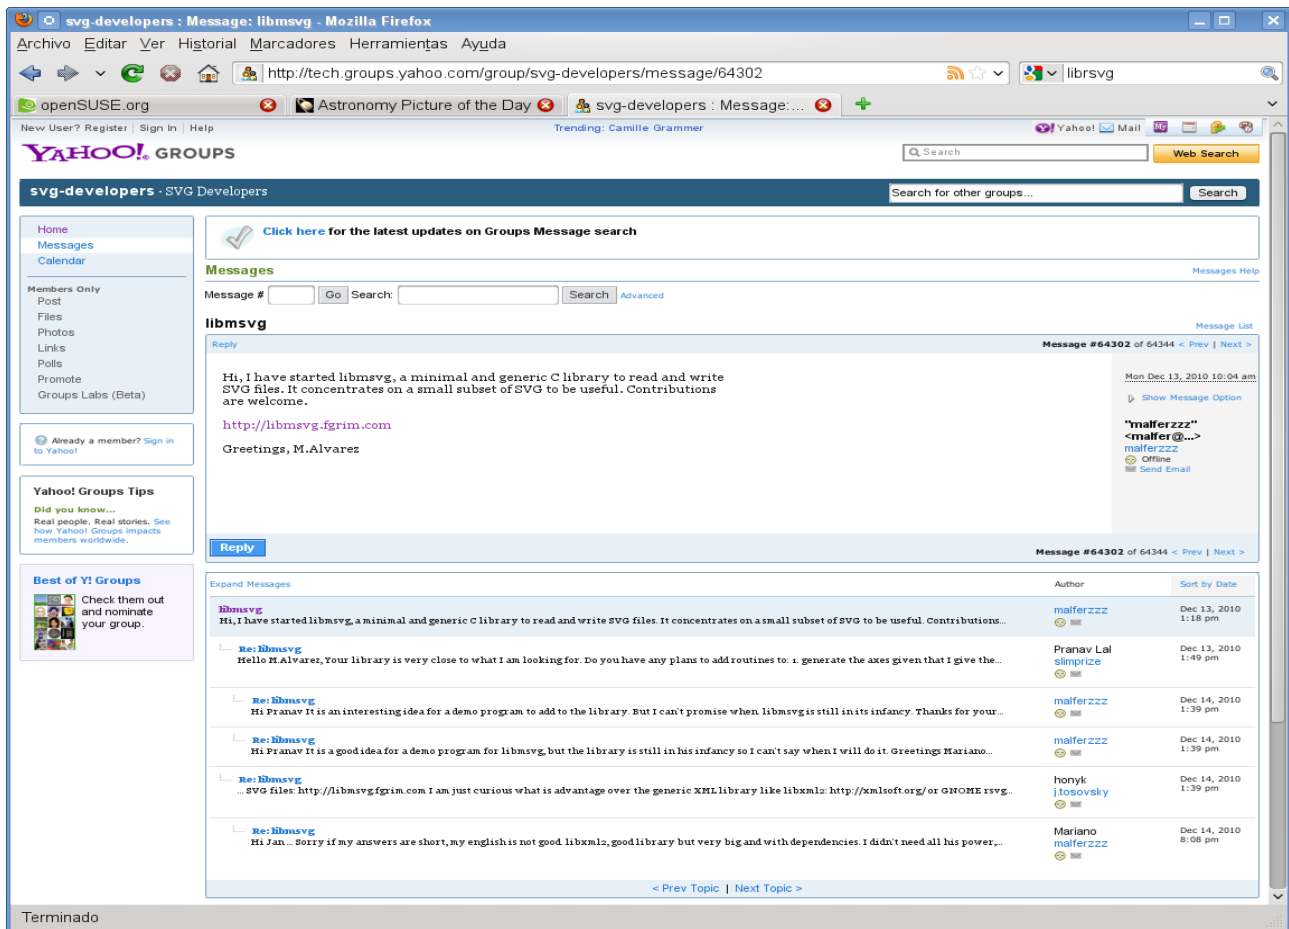 svg-developers : Message: libmsvg - Mozilla Firefox
Archivo Editar Ver Historial Marcadores Herramientas Ayuda
http://tech.groups.yahoo.com/group/svg-developers/message/64302 librsvg
openSUSE.org Astronomy Picture of the Day svg-developers : Message:...
New User? Register Sign In Help Trending: Camille Grammer Yahoo! Mail My
YAHOO! GROUPS Search Web Search
svg-developers · SVG Developers Search for other groups... Search
Home
Messages
Calendar
Members Only
Post
Files
Photos
Links
Polls
Promote
Groups Labs (Beta)
Already a member? Sign in
to Yahoo!
Yahoo! Groups Tips
Did you know...
Real people. Real stories. See
how Yahoo! Groups impacts
members worldwide.
Best of Y! Groups
Check them out
and nominate
your group.
Click here for the latest updates on Groups Message search
Messages Messages Help
Message # Go Search: Search Advanced
libmsvg Message List
Reply Message #64302 of 64344 < Prev | Next >
Hi, I have started libmsvg, a minimal and generic C library to read and write
SVG files. It concentrates on a small subset of SVG to be useful. Contributions
are welcome.
http://libmsvg.fgrim.com
Greetings, M.Alvarez
Mon Dec 13, 2010 10:04 am
Show Message Option
"malferzzz"
<malfer@...>
malferzzz
Offline
Send Email
Reply Message #64302 of 64344 < Prev | Next >
Expand Messages Author Sort by Date
libmsvg
Hi, I have started libmsvg, a minimal and generic C library to read and write SVG files. It concentrates on a small subset of SVG to be useful. Contributions...
malferzzz
Dec 13, 2010
1:18 pm
Re: libmsvg
Hello M.Alvarez, Your library is very close to what I am looking for. Do you have any plans to add routines to: 1. generate the axes given that I give the...
Pranav Lal
slimprize
Dec 13, 2010
1:49 pm
Re: libmsvg
Hi Pranav It is an interesting idea for a demo program to add to the library. But I can't promise when. libmsvg is still in its infancy. Thanks for your...
malferzzz
Dec 14, 2010
1:39 pm
Re: libmsvg
Hi Pranav It is a good idea for a demo program for libmsvg, but the library is still in his infancy so I can't say when I will do it. Greetings Mariano...
malferzzz
Dec 14, 2010
1:39 pm
Re: libmsvg
... SVG files: http://libmsvg.fgrim.com I am just curious what is advantage over the generic XML library like libxml2: http://xmlsoft.org/ or GNOME rsvg...
honyk
j.tosovsky
Dec 14, 2010
1:39 pm
Re: libmsvg
Hi Jan... Sorry if my answers are short, my english is not good. libxml2, good library but very big and with dependencies. I didn't need all his power,...
Mariano
malferzzz
Dec 14, 2010
8:08 pm
< Prev Topic | Next Topic >
Terminado